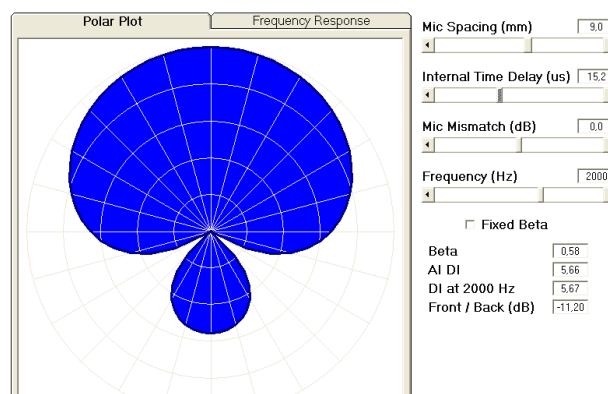 Polar Plot
Frequency Response
Mic Spacing (mm) 9,0
Internal Time Delay (us) 15,2
Mic Mismatch (dB) 0,0
Frequency (Hz) 2000
Fixed Beta
Beta 0,58
AI DI 5,66
DI at 2000 Hz 5,67
Front / Back (dB) -11,20